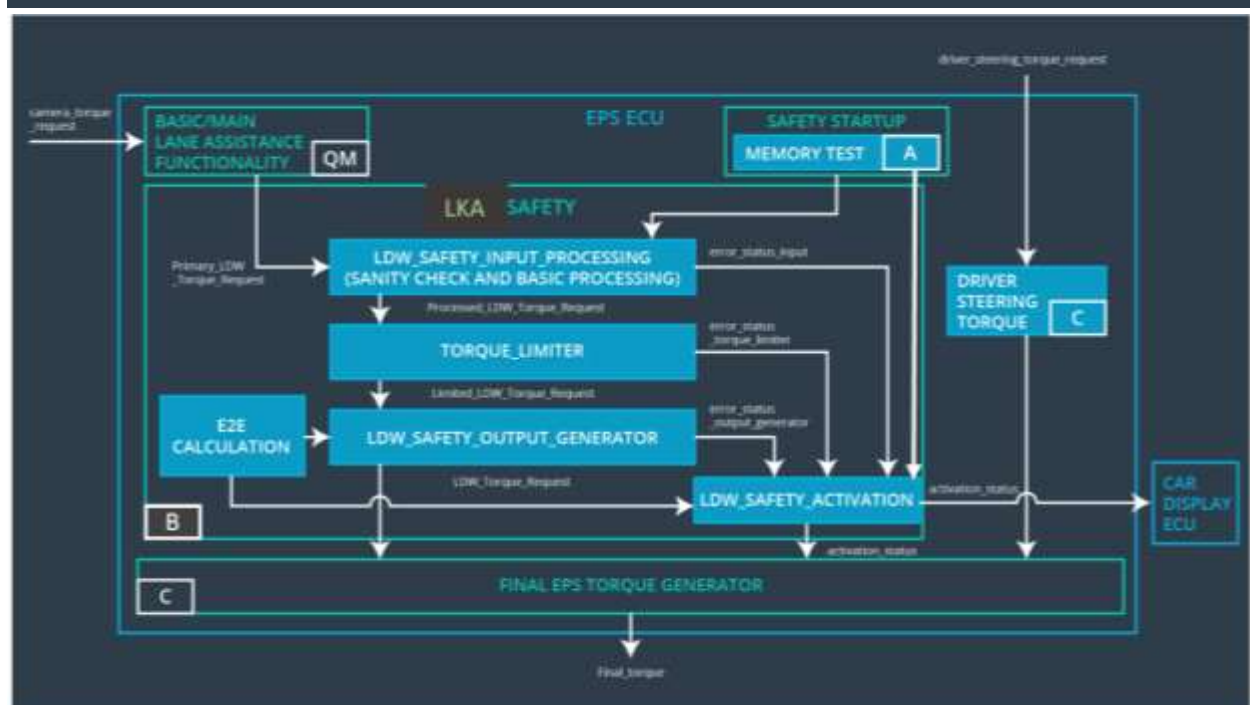 driver_steering_torque_request
camera_torque
_request
BASIC/MAIN
LANE ASSISTANCE
FUNCTIONALITY
QM
EPS ECU
SAFETY STARTUP
MEMORY TEST
A
LKA SAFETY
Primary_LDW
_Torque_Request
LDW_SAFETY_INPUT_PROCESSING
(SANITY CHECK AND BASIC PROCESSING)
error_status_input
Processed_LDW_Torque_Request
DRIVER
STEERING
TORQUE
C
TORQUE_LIMITER
error_status
_torque_limiter
Limited_LDW_Torque_Request
E2E
CALCULATION
LDW_SAFETY_OUTPUT_GENERATOR
error_status
_output_generator
LDW_Torque_Request
LDW_SAFETY_ACTIVATION
activation_status
CAR
DISPLAY
ECU
B
activation_status
C
FINAL EPS TORQUE GENERATOR
Final_torque